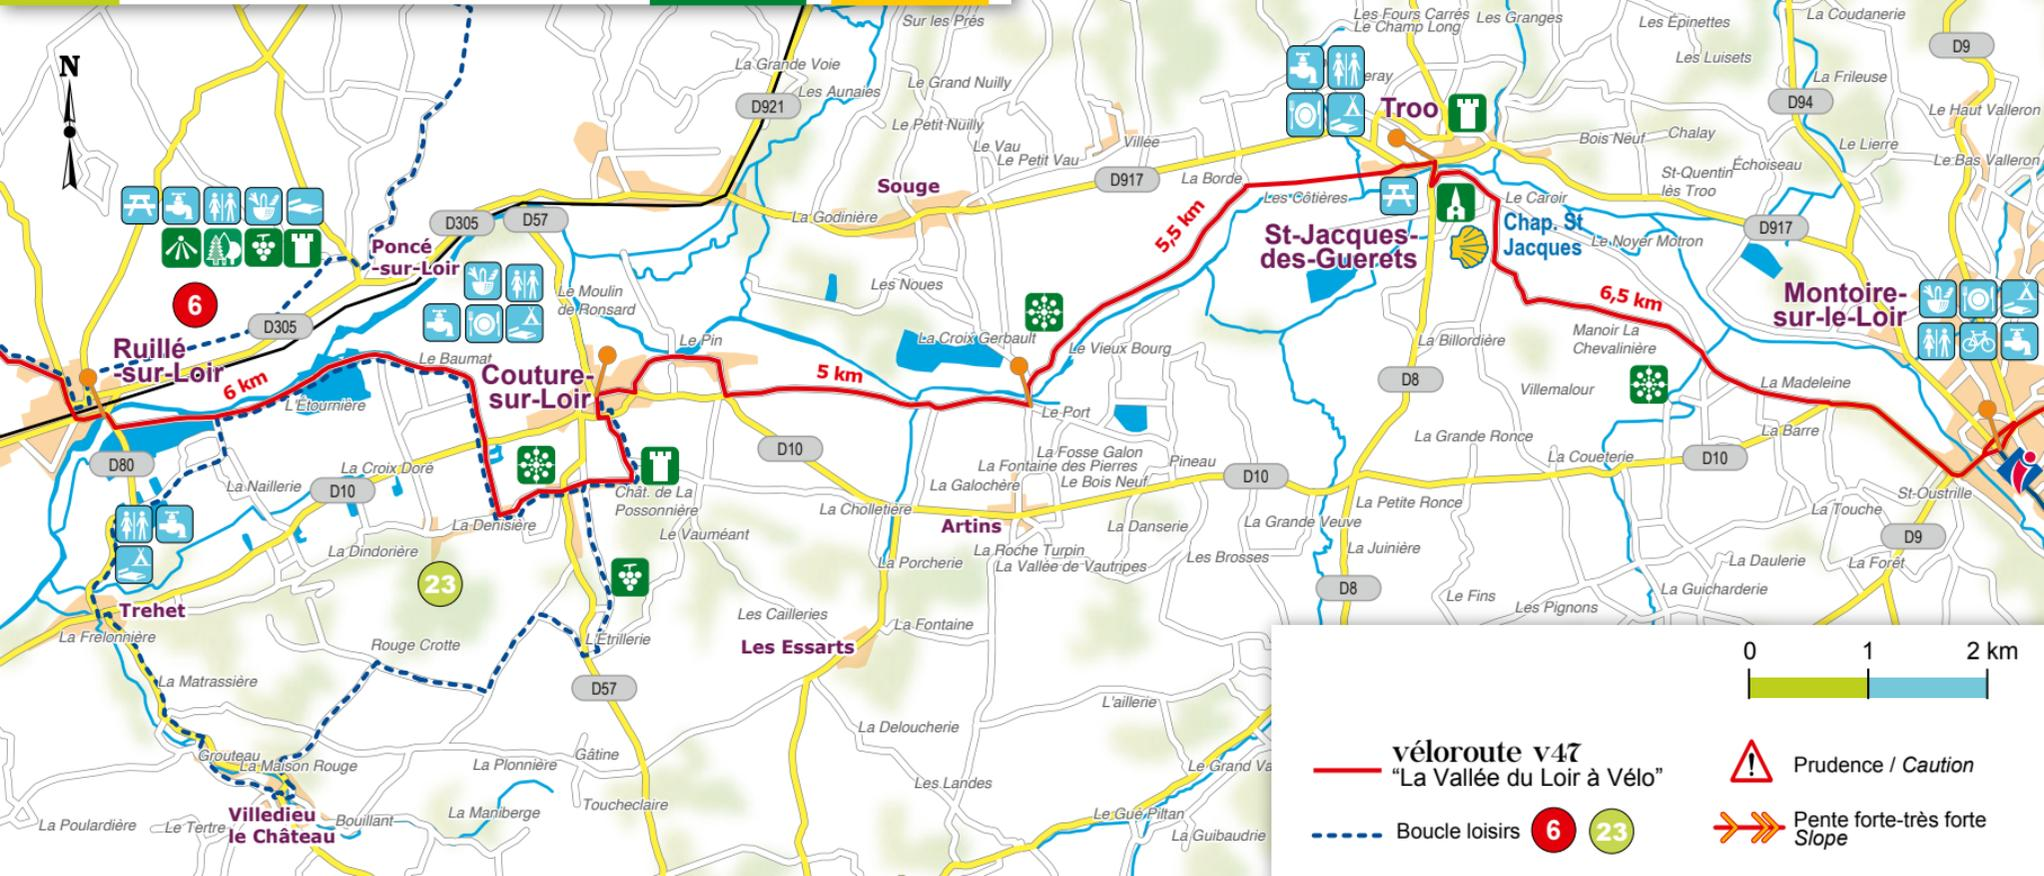 Sur les Prés
Les Fours Carrés
Le Champ Long
Les Granges
Les Épinettes
La Coudanerie
D9
N
La Grande Voie
Les Luisets
La Frileuse
Les Aunaies
Le Grand Nuilly
D921
D94
Troo
Le Haut Valleron
Le Petit Nuilly
Villée
Bois Neuf
Chalay
Le Lierre
Le Vau
Le Petit Vau
Échoiseau
Le Bas Valleron
D917
La Borde
St-Quentin
lès Troo
Souge
Les Côtières
Le Caroir
La Godinière
D305
D57
5,5 km
Chap. St
Jacques
D917
Poncé
-sur-Loir
St-Jacques-
des-Guerets
Le Noyer Motron
Les Noues
Le Moulin
de Ronsard
6
D305
6,5 km
Montoire-
sur-le-Loir
La Croix Gerbault
Le Pin
Le Vieux Bourg
La Billordière
Manoir La
Chevalinière
Ruillé
-sur-Loir
Le Baumat
6 km
Couture-
sur-Loir
5 km
D8
Villemalour
La Madeleine
L'Étournière
Le Port
La Barre
La Grande Ronce
D80
La Croix Doré
D10
La Fosse Galon
La Fontaine des Pierres
Pineau
Le Bois Neuf
La Coueterie
D10
D10
La Naillerie
D10
La Galochère
Chât. de La
Possonnière
La Petite Ronce
St-Oustrille
La Cholletière
Artins
La Touche
La Denisière
La Danserie
La Grande Veuve
Le Vauméant
D9
La Dindorière
La Roche Turpin
La Vallée de Vautripes
La Juinière
La Porcherie
Les Brosses
La Daulerie
La Forêt
23
D8
La Guicharderie
Le Fins
Les Pignons
Trehet
Les Cailleries
La Fontaine
La Frelonnière
Rouge Crotte
L'Étrillerie
Les Essarts
0 1 2 km
La Matrassière
D57
L'aillerie
La Deloucherie
Grouteau
La Maison Rouge
Gâtine
La Plonnière
Le Grand Va
véloroute v47
"La Vallée du Loir à Vélo"
Prudence / Caution
Les Landes
Toucheclaire
La Maniberge
Villedieu
le Château
Bouillant
La Poulardière
Le Tertre
Le Gué Piltan
La Guibaudrie
Boucle loisirs 6 23
Pente forte-très forte
Slope